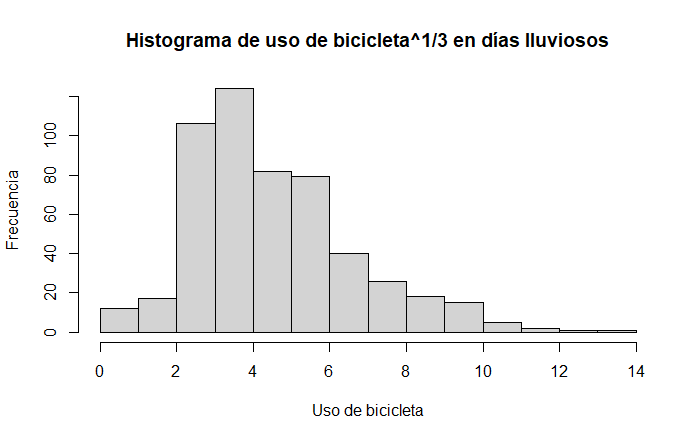 Histograma de uso de bicicleta^1/3 en días lluviosos
Frecuencia
0 20 40 60 80 100
0 2 4 6 8 10 12 14
Uso de bicicleta